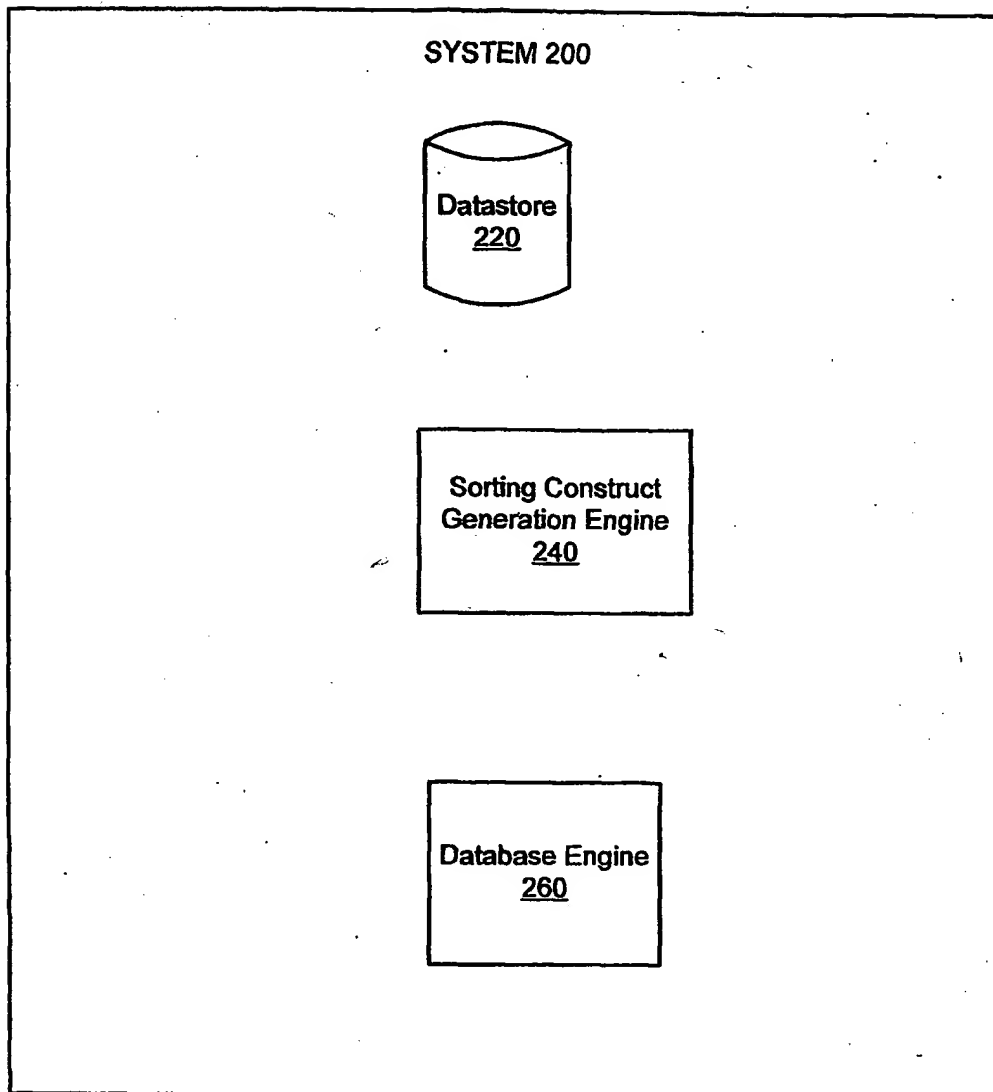 SYSTEM 200
Datastore
220
Sorting Construct
Generation Engine
240
Database Engine
260